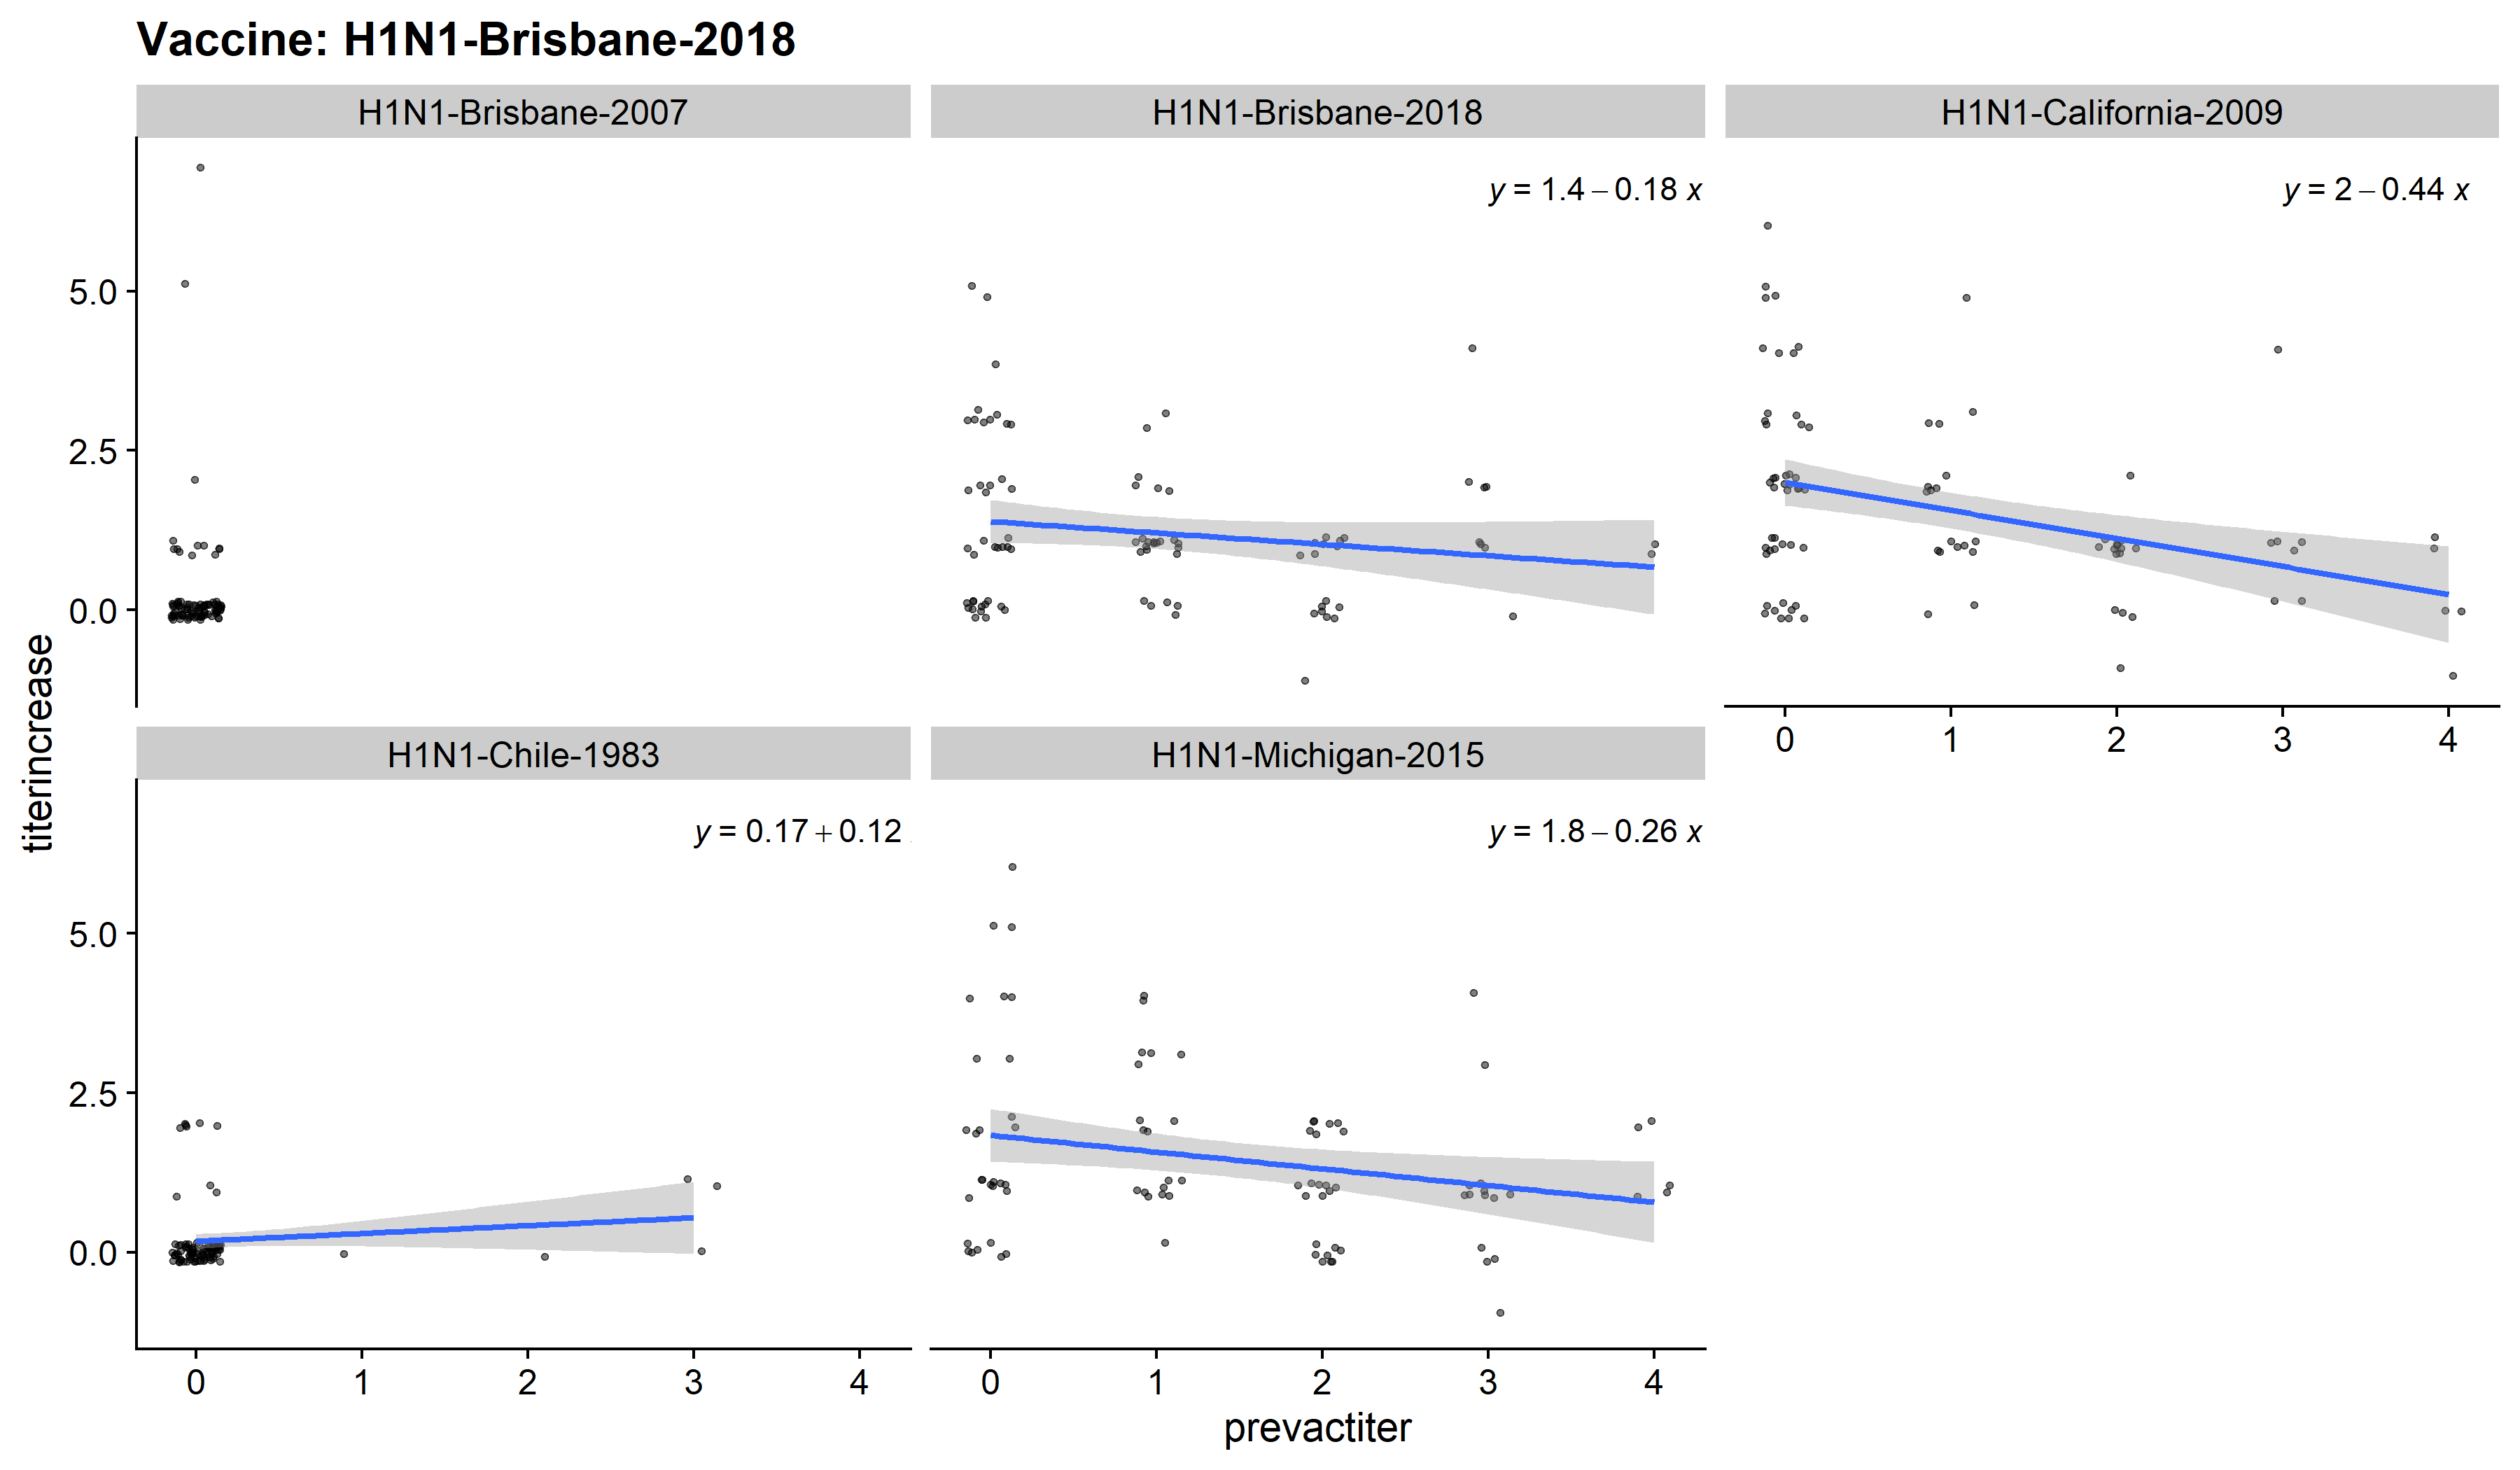 Vaccine: H1N1-Brisbane-2018
H1N1-Brisbane-2007
H1N1-Brisbane-2018
H1N1-California-2009
y = 1.4 − 0.18 x
y = 2 − 0.44 x
5.0
2.5
0.0
0 1 2 3 4
H1N1-Chile-1983
H1N1-Michigan-2015
y = 0.17 + 0.12
y = 1.8 − 0.26 x
5.0
2.5
0.0
0 1 2 3 4
0 1 2 3 4
titerincrease
prevactiter